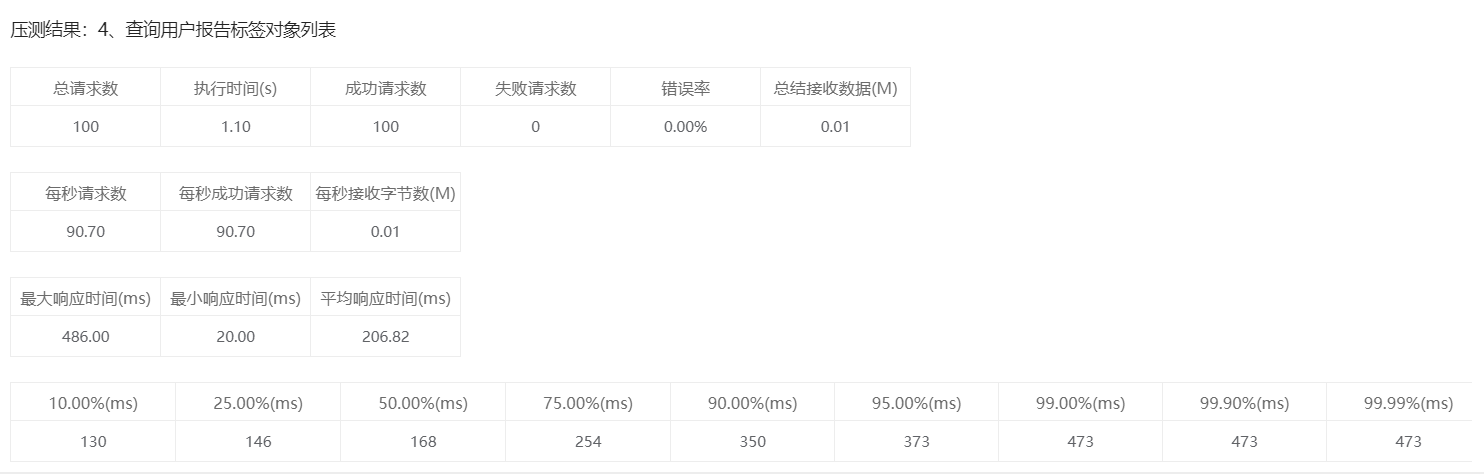 压测结果：4、查询用户报告标签对象列表
总请求数 执行时间(s) 成功请求数 失败请求数 错误率 总结接收数据(M)
100 1.10 100 0 0.00% 0.01
每秒请求数 每秒成功请求数 每秒接收字节数(M)
90.70 90.70 0.01
最大响应时间(ms) 最小响应时间(ms) 平均响应时间(ms)
486.00 20.00 206.82
10.00%(ms) 25.00%(ms) 50.00%(ms) 75.00%(ms) 90.00%(ms) 95.00%(ms) 99.00%(ms) 99.90%(ms) 99.99%(ms)
130 146 168 254 350 373 473 473 473